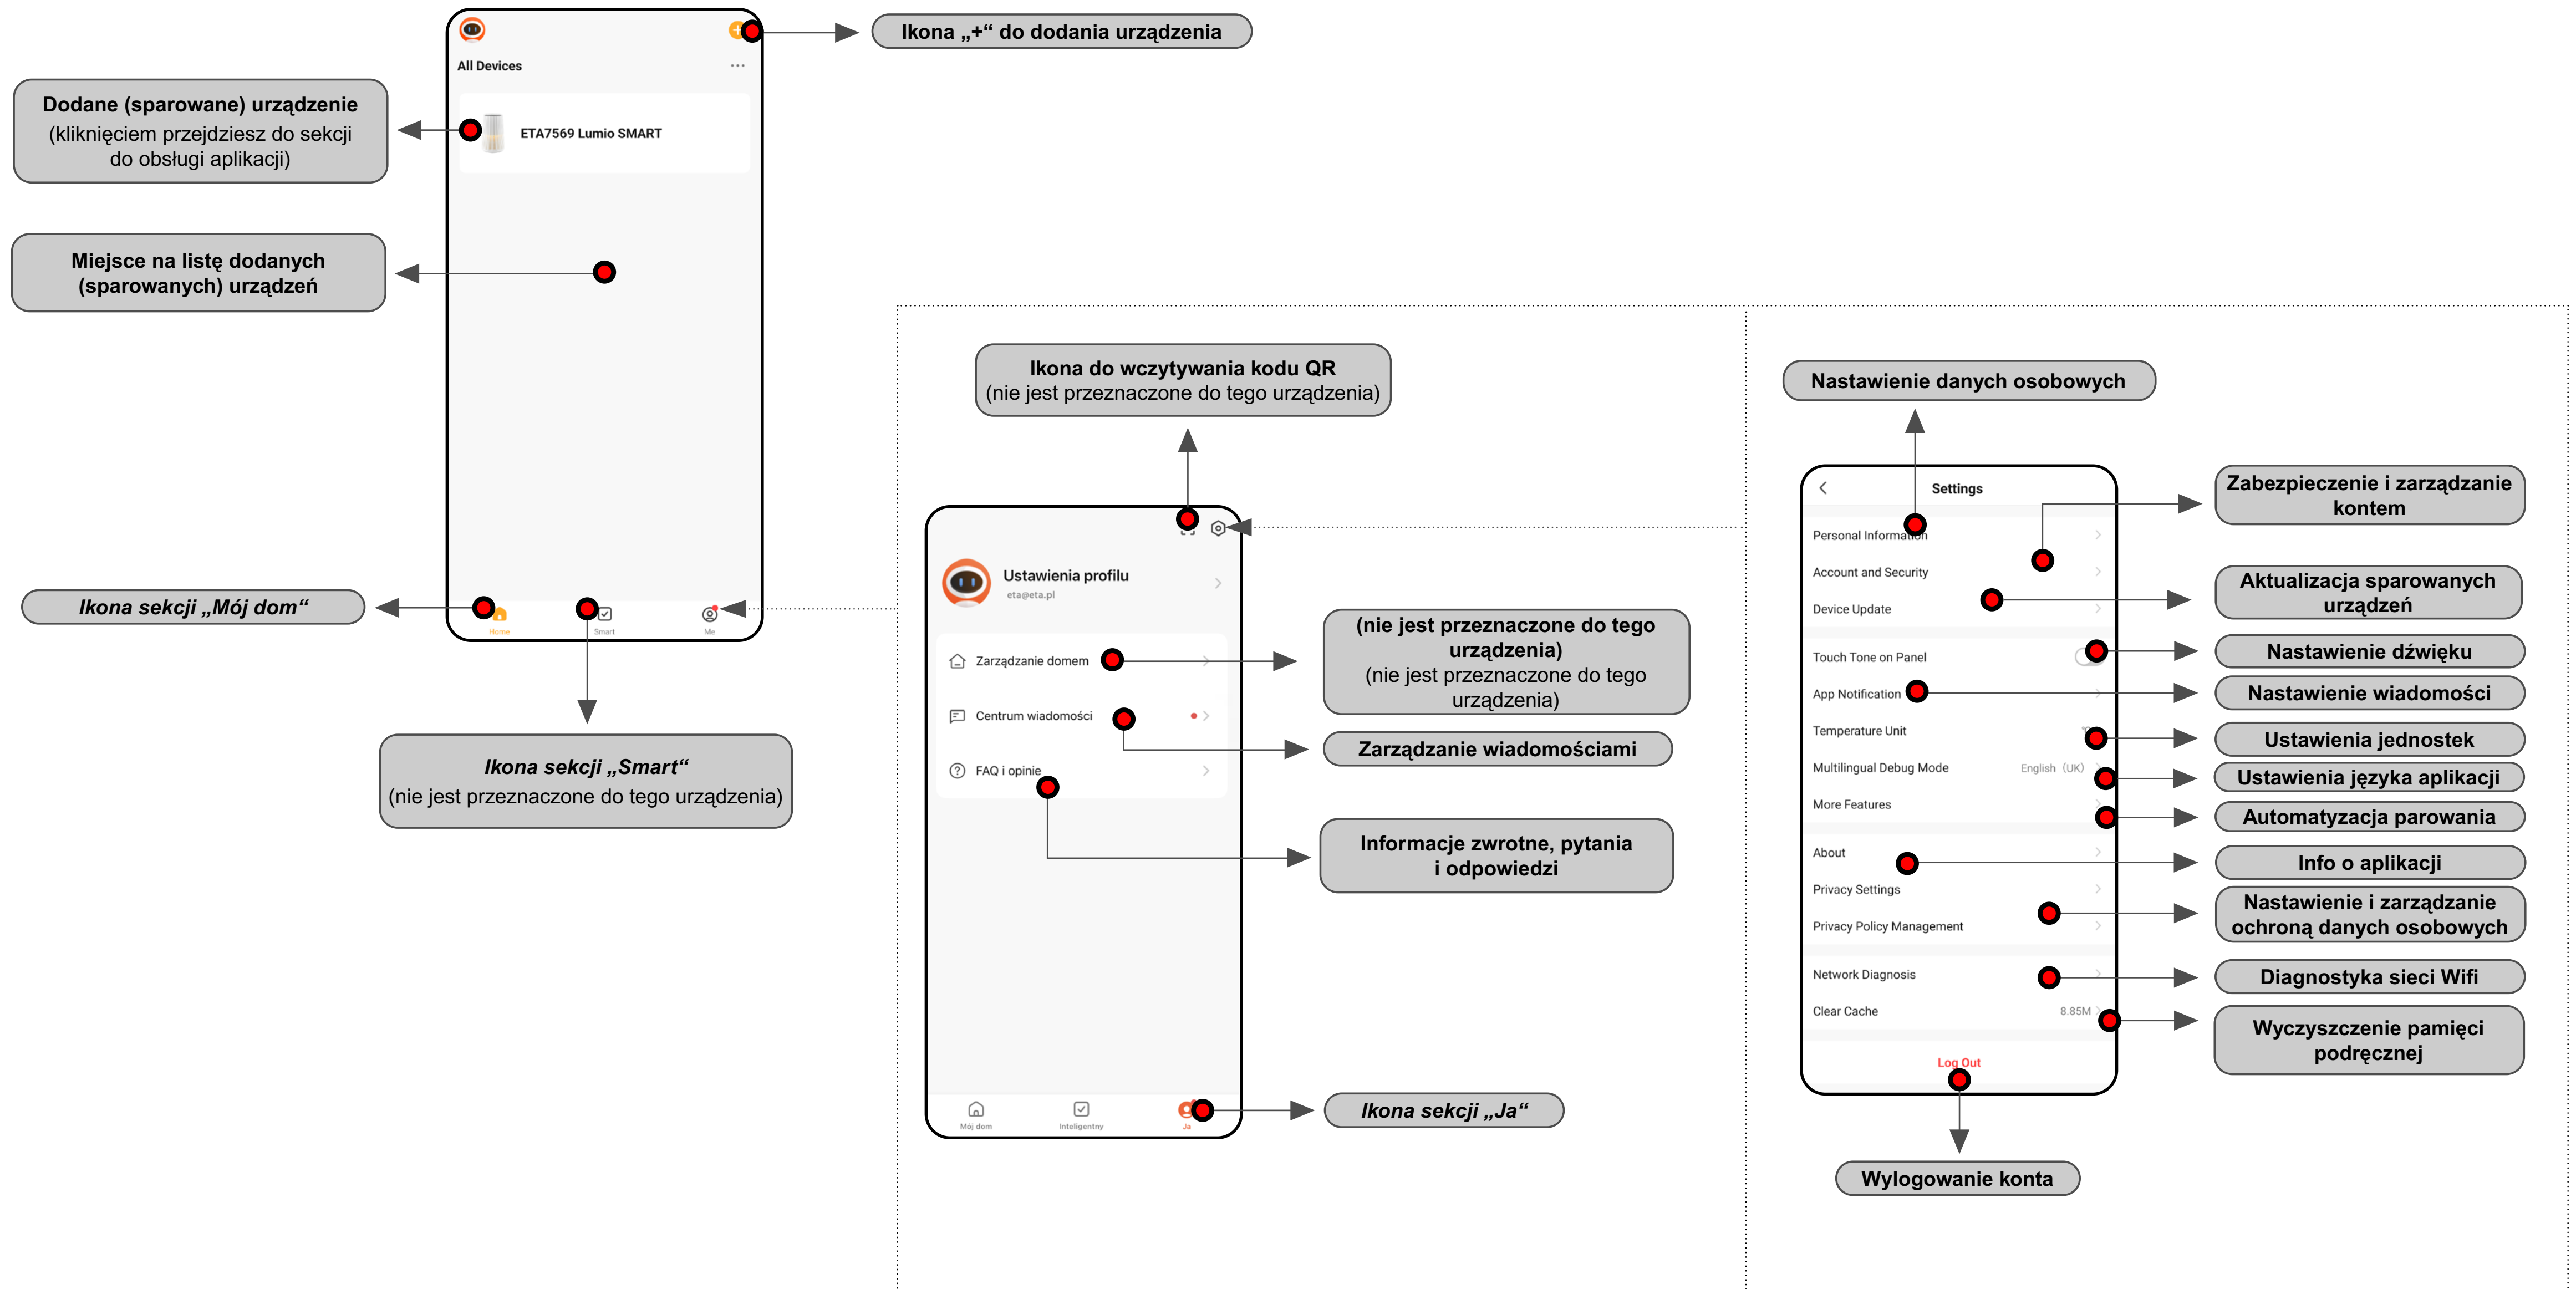 Ikona „+“ do dodania urządzenia
All Devices
Dodane (sparowane) urządzenie
(kliknięciem przejdziesz do sekcji
do obsługi aplikacji)
ETA7569 Lumio SMART
Miejsce na listę dodanych
(sparowanych) urządzeń
Ikona sekcji „Mój dom“
Home
Smart
Me
Ikona sekcji „Smart“
(nie jest przeznaczone do tego urządzenia)
Ikona do wczytywania kodu QR
(nie jest przeznaczone do tego urządzenia)
Ustawienia profilu
eta@eta.pl
Zarządzanie domem
Centrum wiadomości
FAQ i opinie
(nie jest przeznaczone do tego
urządzenia)
(nie jest przeznaczone do tego
urządzenia)
Zarządzanie wiadomościami
Informacje zwrotne, pytania
i odpowiedzi
Mój dom
Inteligentny
Ja
Ikona sekcji „Ja“
Nastawienie danych osobowych
Settings
Personal Information
Account and Security
Device Update
Touch Tone on Panel
App Notification
Temperature Unit
Multilingual Debug Mode
English (UK)
More Features
About
Privacy Settings
Privacy Policy Management
Network Diagnosis
Clear Cache
8.85M
Log Out
Zabezpieczenie i zarządzanie
kontem
Aktualizacja sparowanych
urządzeń
Nastawienie dźwięku
Nastawienie wiadomości
Ustawienia jednostek
Ustawienia języka aplikacji
Automatyzacja parowania
Info o aplikacji
Nastawienie i zarządzanie
ochroną danych osobowych
Diagnostyka sieci Wifi
Wyczyszczenie pamięci
podręcznej
Wylogowanie konta